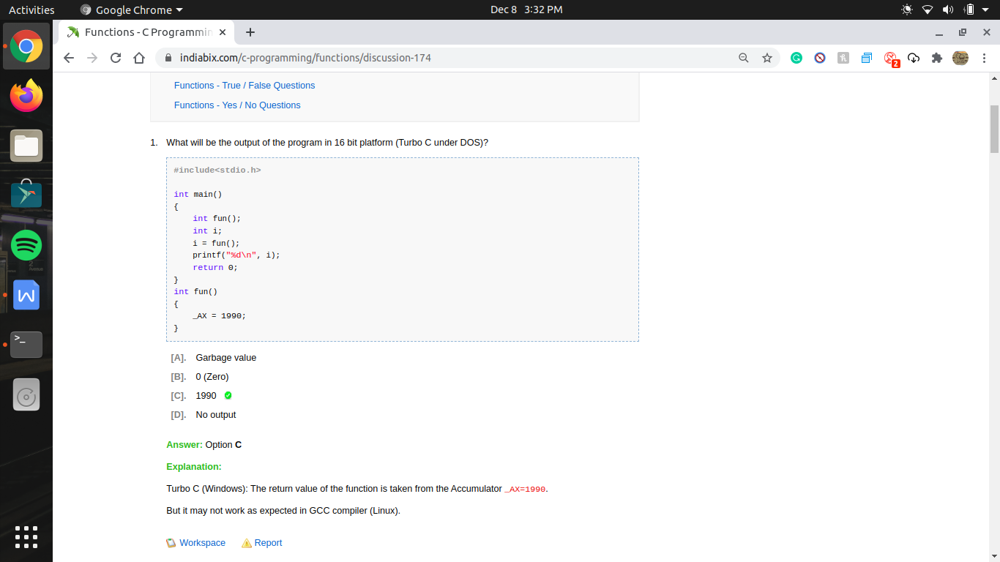 Activities
Google Chrome
Dec 8 3:32 PM
Functions - C Programmin
indiabix.com/c-programming/functions/discussion-174
2
Functions - True / False Questions
Functions - Yes / No Questions
1. What will be the output of the program in 16 bit platform (Turbo C under DOS)?
#include<stdio.h>
int main()
{
    int fun();
    int i;
    i = fun();
    printf("%d\n", i);
    return 0;
}
int fun()
{
    _AX = 1990;
}
[A]. Garbage value
[B]. 0 (Zero)
[C]. 1990
[D]. No output
Answer: Option C
Explanation:
Turbo C (Windows): The return value of the function is taken from the Accumulator _AX=1990.
But it may not work as expected in GCC compiler (Linux).
Workspace Report